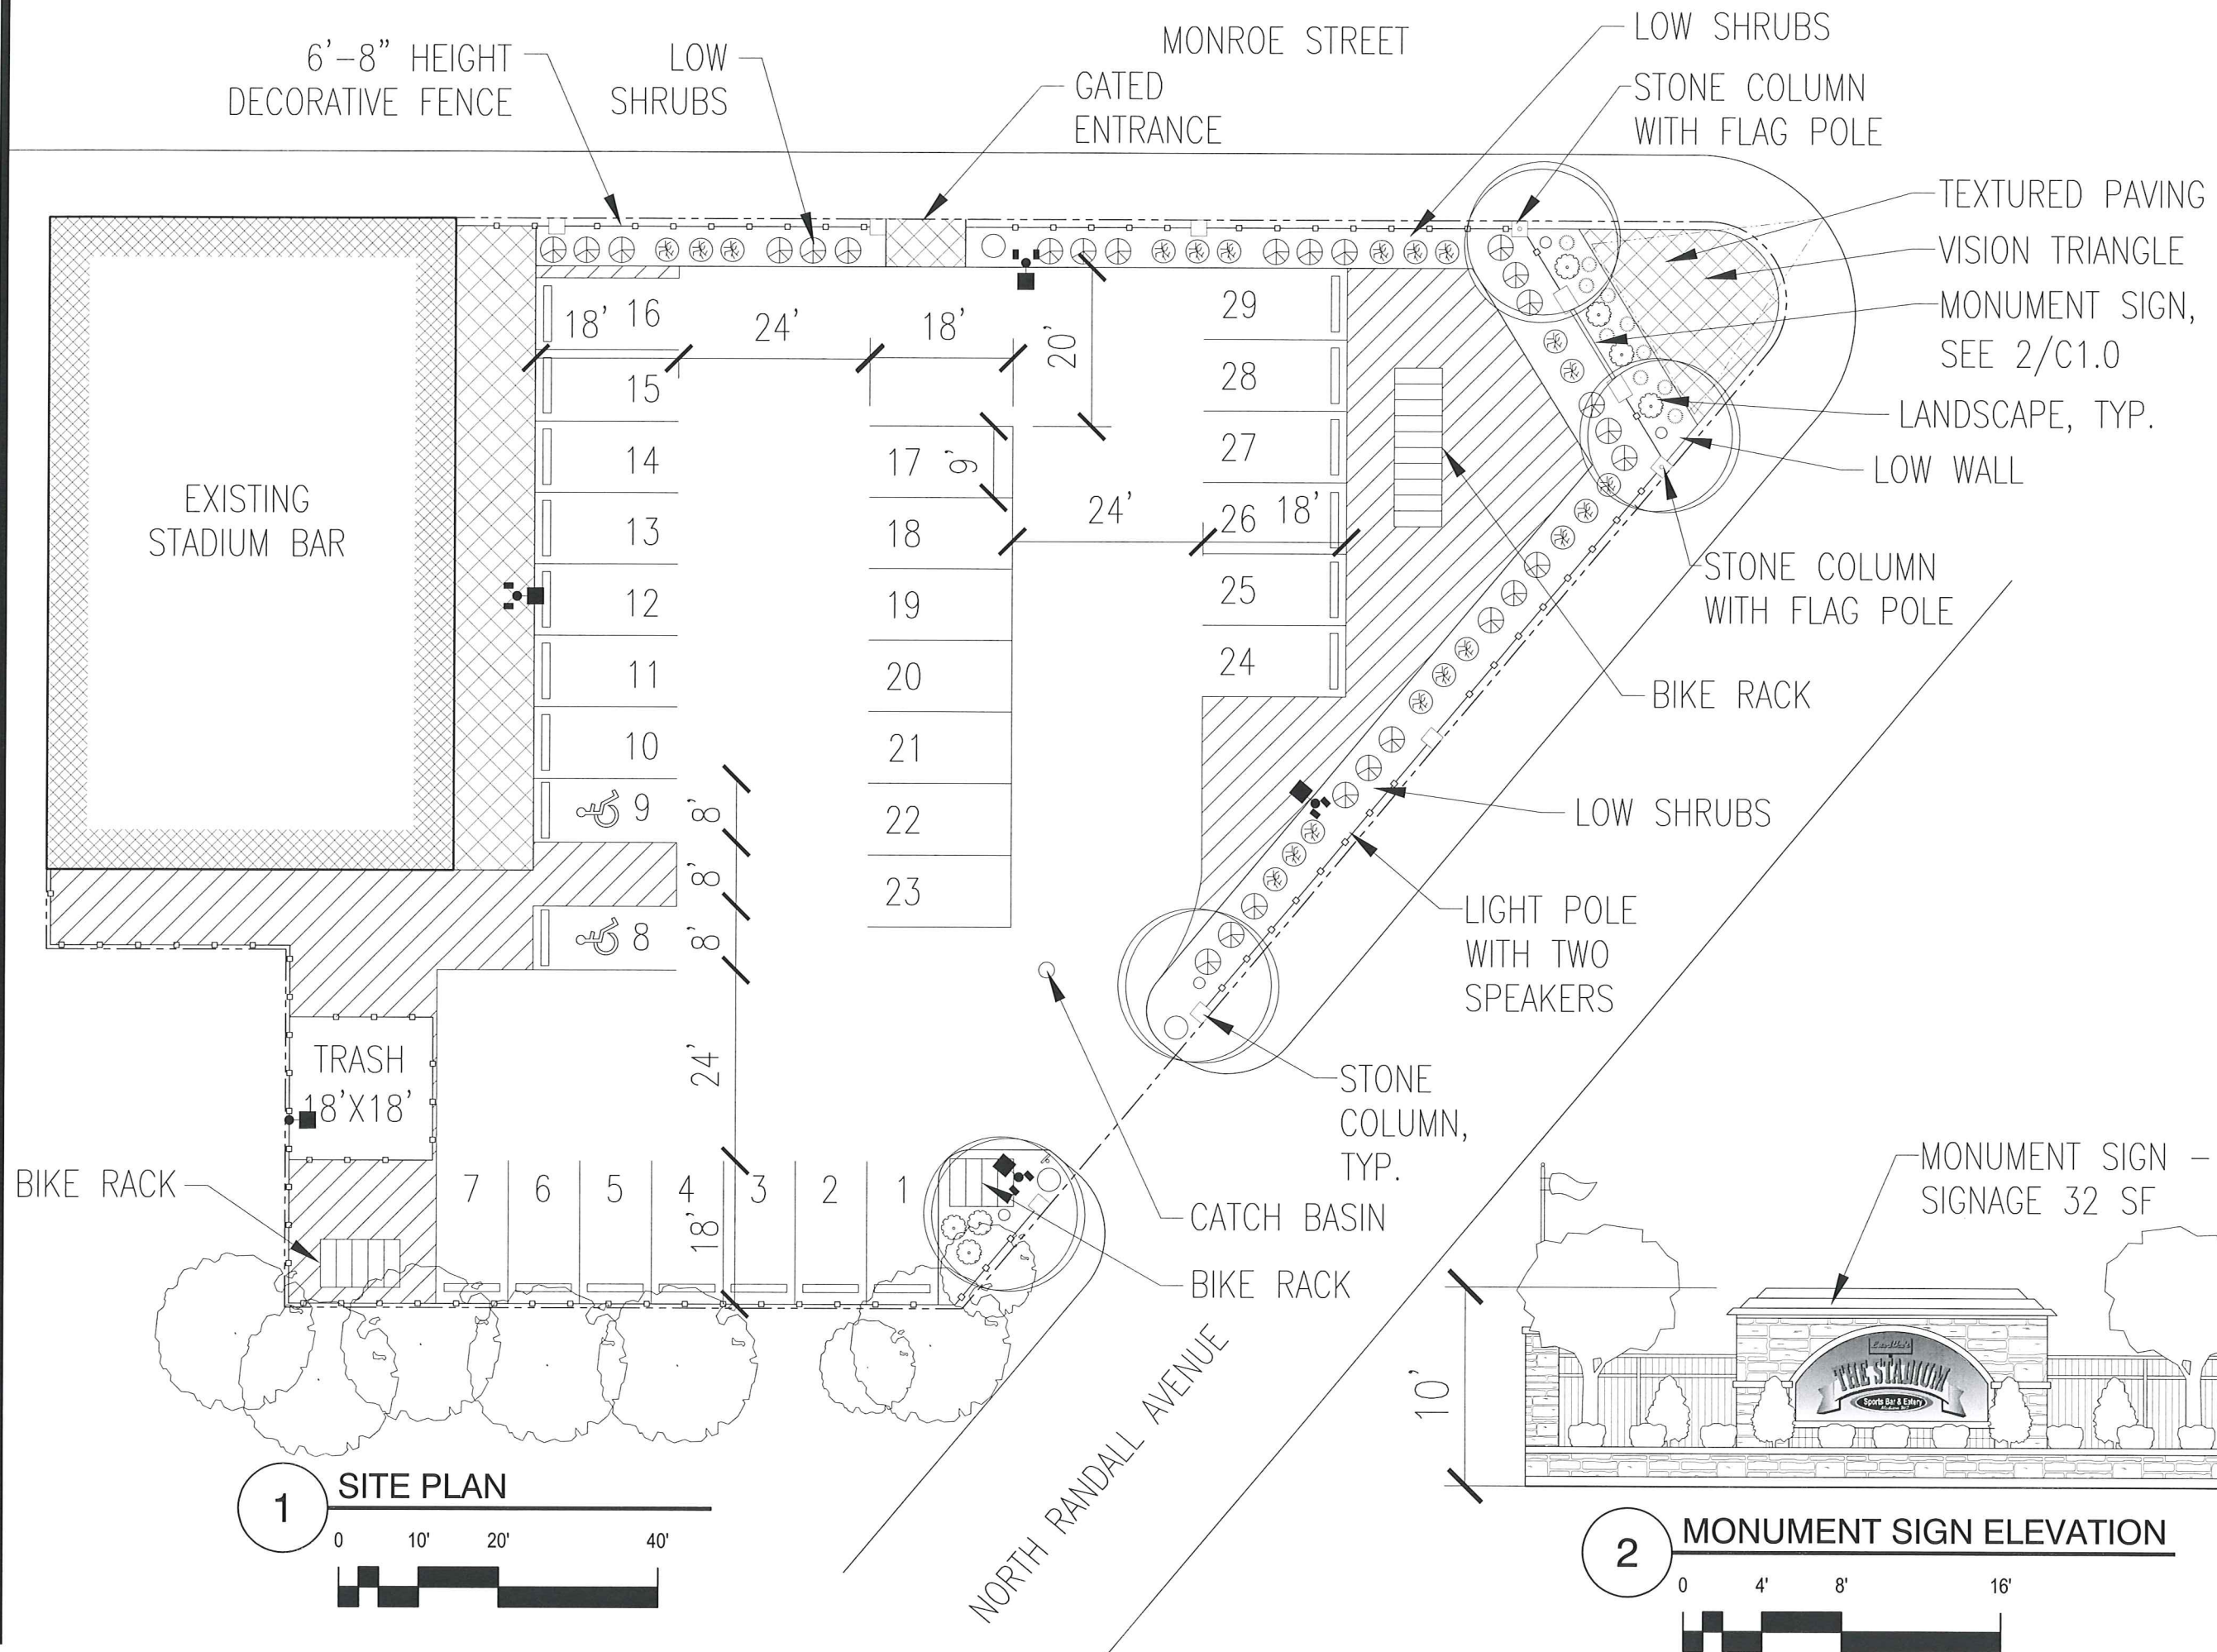 MONROE STREET
6'-8" HEIGHT
DECORATIVE FENCE
LOW
SHRUBS
GATED
ENTRANCE
LOW SHRUBS
STONE COLUMN
WITH FLAG POLE
TEXTURED PAVING
VISION TRIANGLE
MONUMENT SIGN,
SEE 2/C1.0
LANDSCAPE, TYP.
LOW WALL
STONE COLUMN
WITH FLAG POLE
BIKE RACK
LOW SHRUBS
LIGHT POLE
WITH TWO
SPEAKERS
STONE
COLUMN,
TYP.
CATCH BASIN
BIKE RACK
EXISTING
STADIUM BAR
18' 16
24'
18'
20'
15
14
13
12
11
10
9
8
8'
8'
8'
24'
18'
17 9'
18
19
20
21
22
23
24'
29
28
27
26 18'
25
24
TRASH
18'X18'
BIKE RACK
7 6 5 4 3 2 1
NORTH RANDALL AVENUE
1 SITE PLAN
0 10' 20' 40'
MONUMENT SIGN -
SIGNAGE 32 SF
10'
THE STADIUM
Sports Bar & Eatery
2 MONUMENT SIGN ELEVATION
0 4' 8' 16'